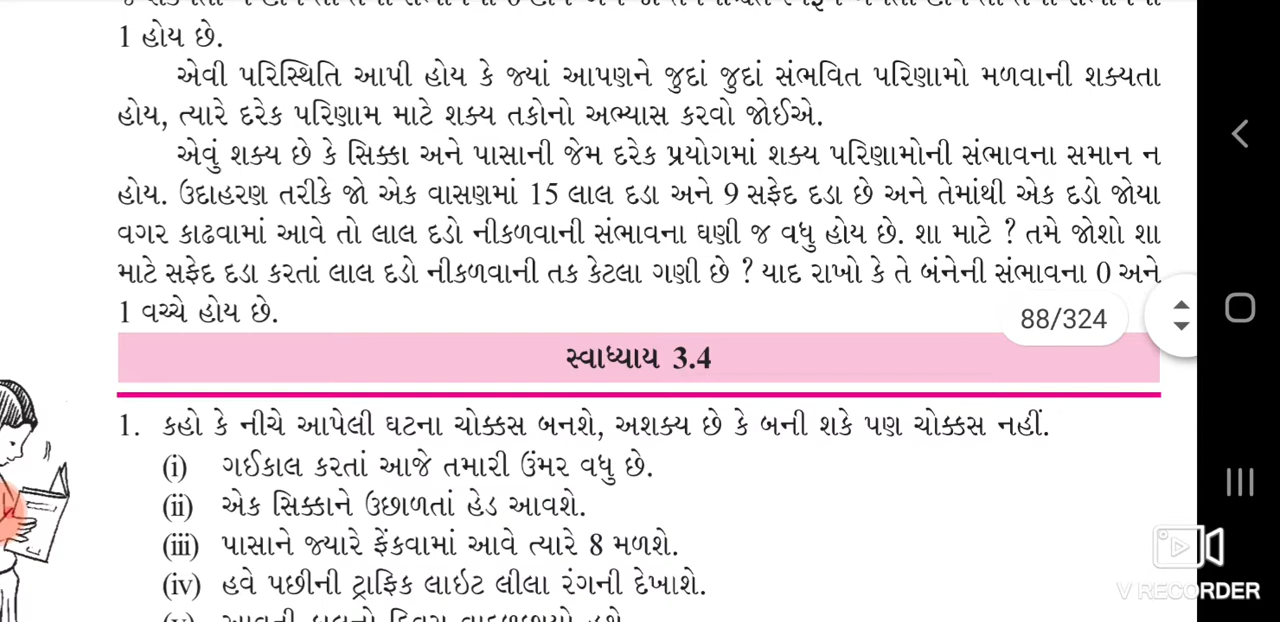 1 હોય છે.
એવી પરિસ્થિતિ આપી હોય કે જ્યાં આપણને જુદાં જુદાં સંભવિત પરિણામો મળવાની શક્યતા
હોય, ત્યારે દરેક પરિણામ માટે શક્ય તકોનો અભ્યાસ કરવો જોઈએ.
એવું શક્ય છે કે સિક્કા અને પાસાની જેમ દરેક પ્રયોગમાં શક્ય પરિણામોની સંભાવના સમાન ન
હોય. ઉદાહરણ તરીકે જો એક વાસણમાં 15 લાલ દડા અને 9 સફેદ દડા છે અને તેમાંથી એક દડો જોયા
વગર કાઢવામાં આવે તો લાલ દડો નીકળવાની સંભાવના ઘણી જ વધુ હોય છે. શા માટે ? તમે જોશો શા
માટે સફેદ દડા કરતાં લાલ દડો નીકળવાની તક કેટલા ગણી છે ? યાદ રાખો કે તે બંનેની સંભાવના 0 અને
1 વચ્ચે હોય છે.
88/324
સ્વાધ્યાય 3.4
1. કહો કે નીચે આપેલી ઘટના ચોક્કસ બનશે, અશક્ય છે કે બની શકે પણ ચોક્કસ નહીં.
(i) ગઈકાલ કરતાં આજે તમારી ઉંમર વધુ છે.
(ii) એક સિક્કાને ઉછાળતાં હેડ આવશે.
(iii) પાસાને જ્યારે ફેંકવામાં આવે ત્યારે 8 મળશે.
(iv) હવે પછીની ટ્રાફિક લાઇટ લીલા રંગની દેખાશે.
V RECORDER